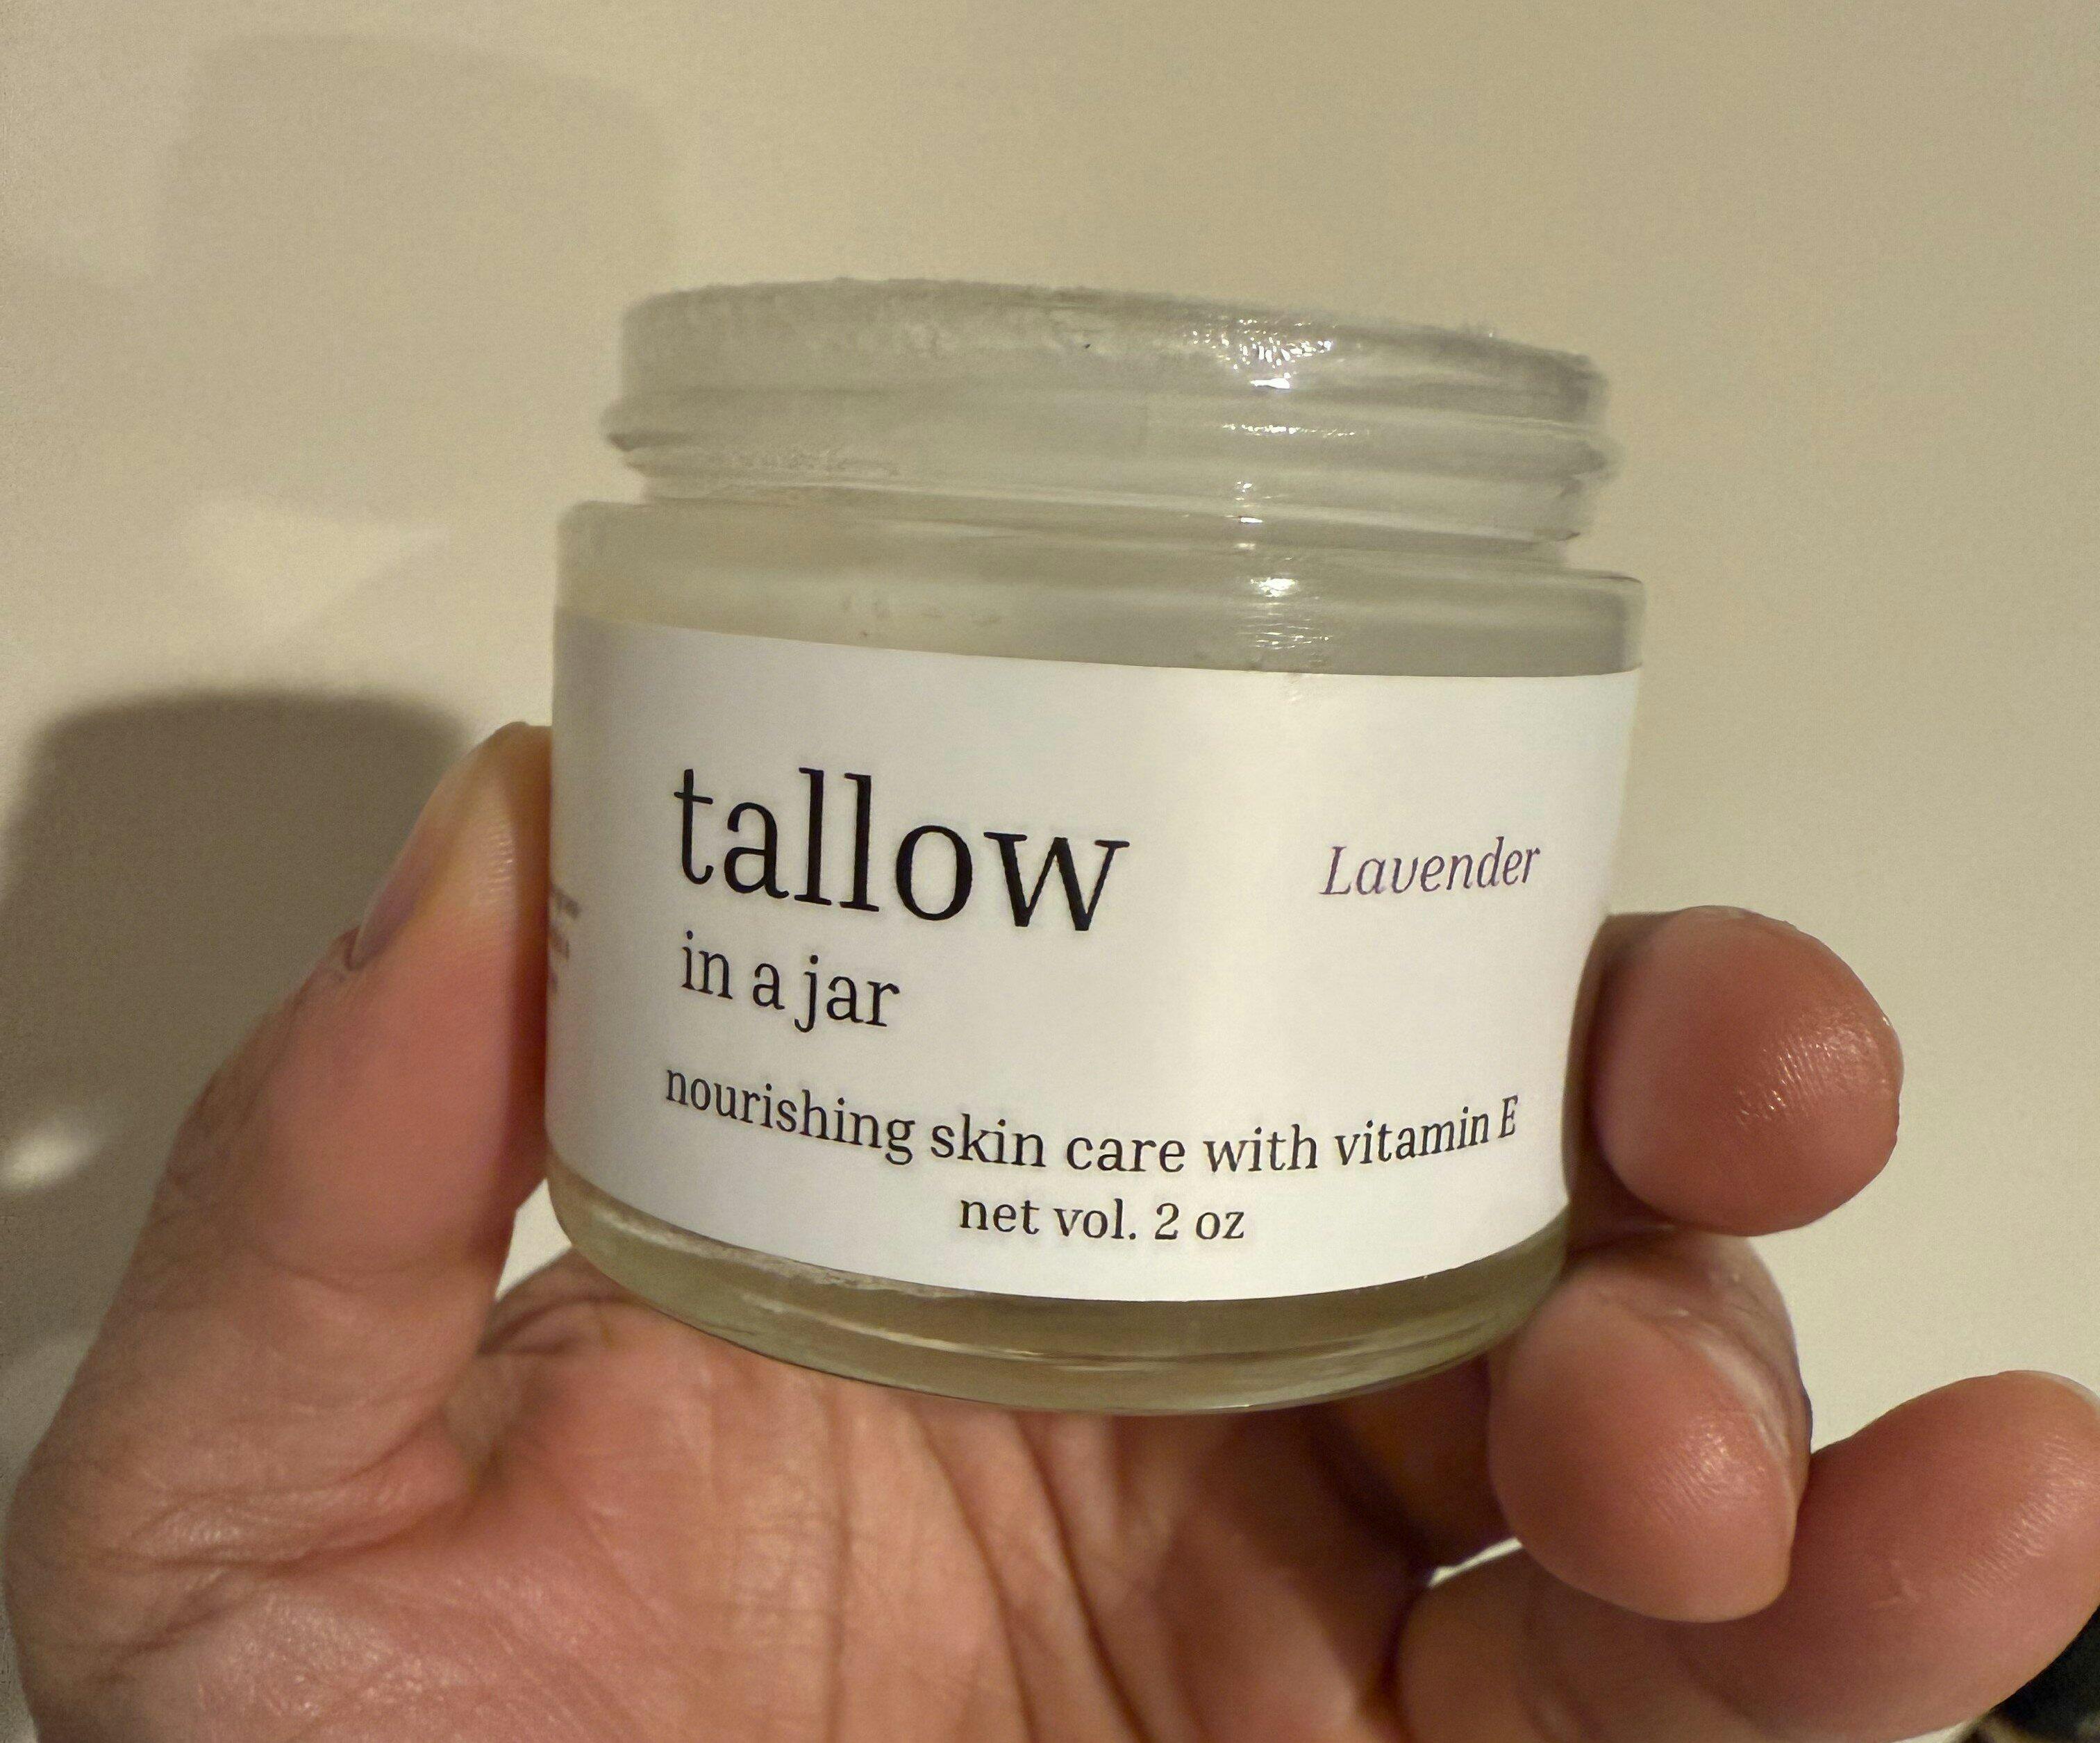 tallow
in a jar
Lavender
nourishing skin care with vitamin E
net vol. 2 oz